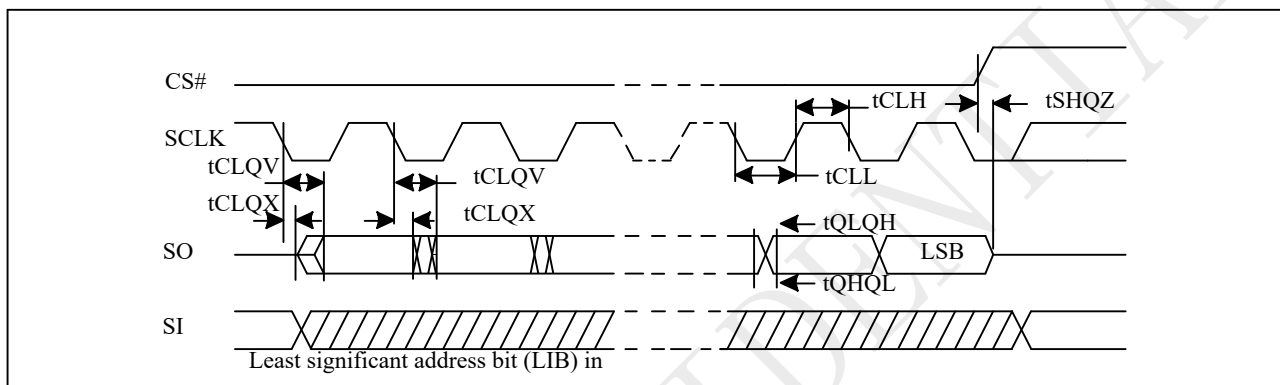 CS#
tCLH
tSHQZ
SCLK
tCLQV
tCLQV
tCLL
tCLQX
tCLQX
tQLQH
SO
LSB
tQHQL
SI
Least significant address bit (LIB) in